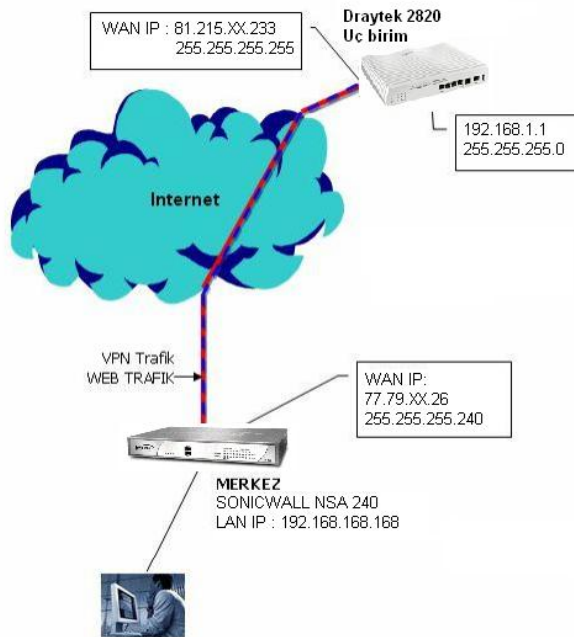 Draytek 2820
Uç birim
WAN IP : 81.215.XX.233
255.255.255.255
192.168.1.1
255.255.255.0
Internet
VPN Trafik
WEB TRAFIK
WAN IP:
77.79.XX.26
255.255.255.240
MERKEZ
SONICWALL NSA 240
LAN IP : 192.168.168.168